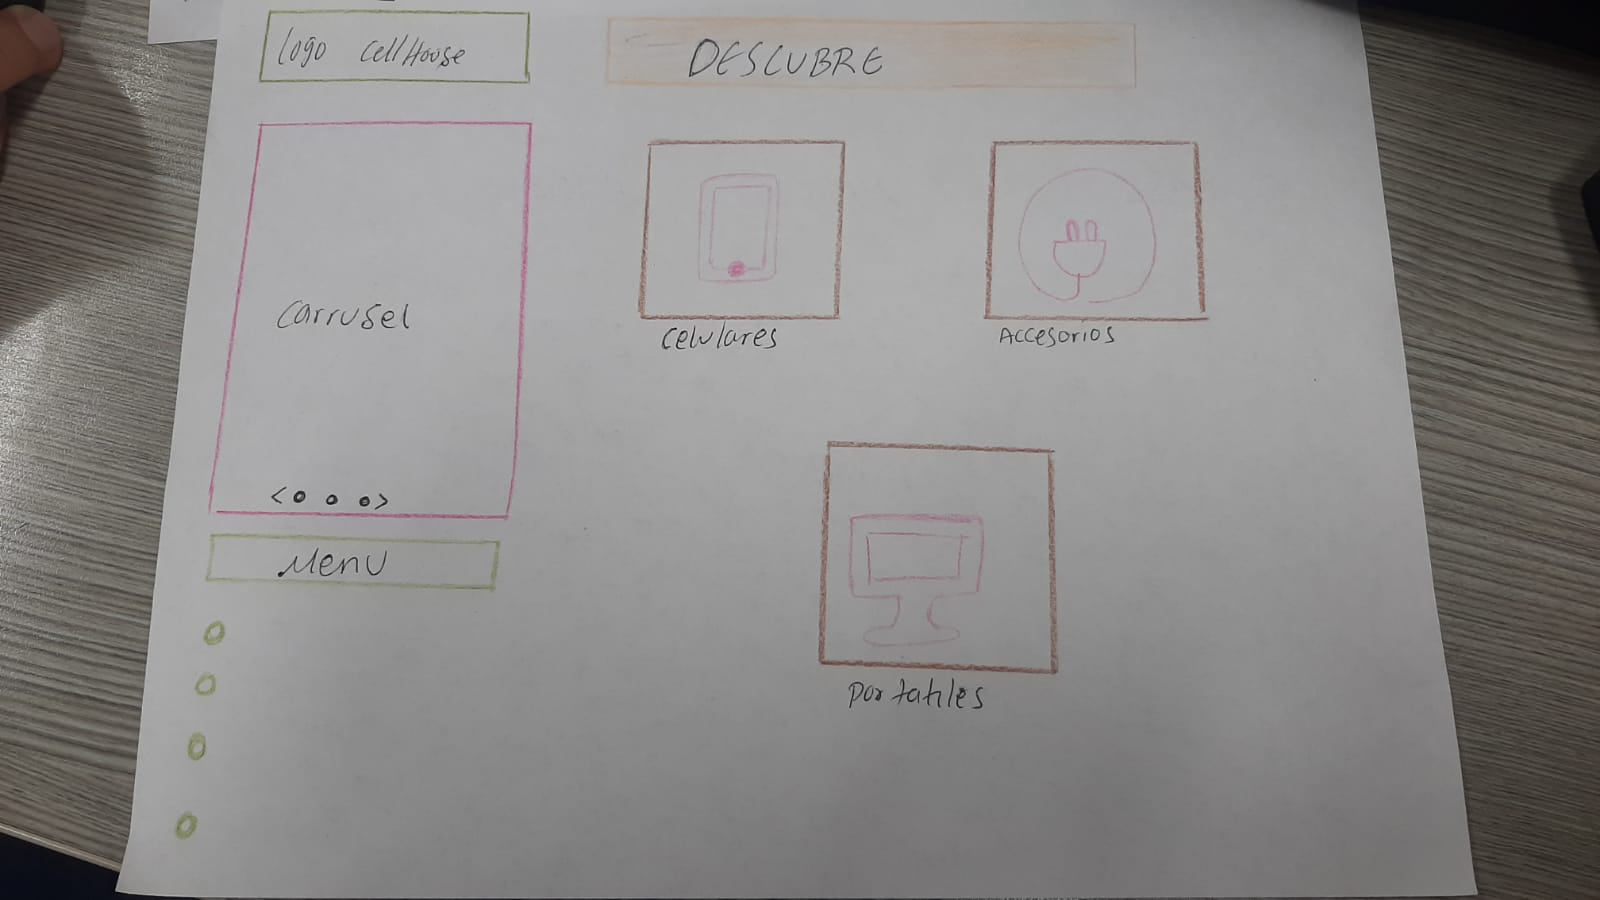 Logo CellHouse
DESCUBRE
Carrusel
< >
Menu
Celulares
Accesorios
Portatiles